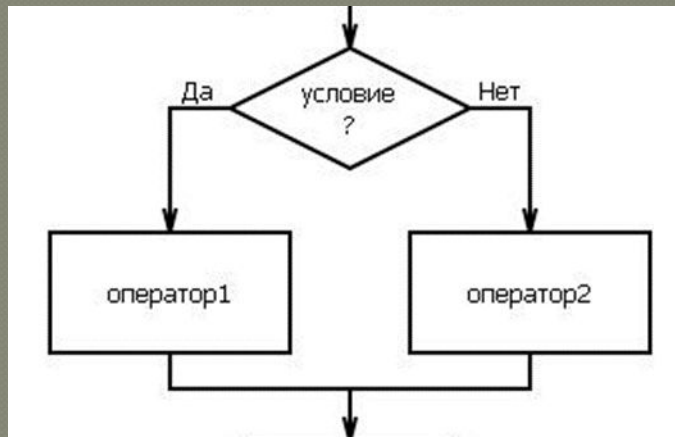 Да
условие
?
Нет
оператор1
оператор2